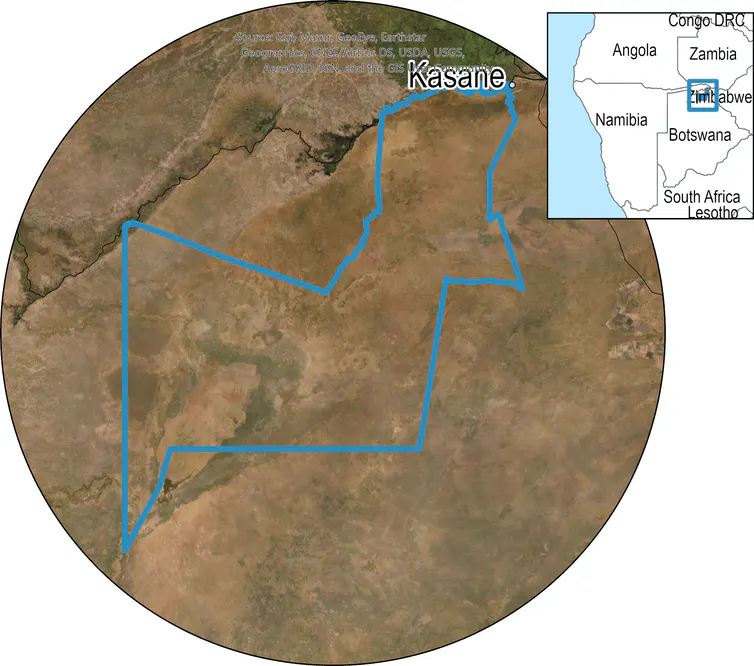 Source: Esri, Maxar, GeoEye, Earthstar
Geographics, CNES/Airbus DS, USDA, USGS,
AeroGRID, IGN, and the GIS User Community
Kasane
Congo DRC
Angola
Zambia
Zimbabwe
Namibia
Botswana
South Africa
Lesotho